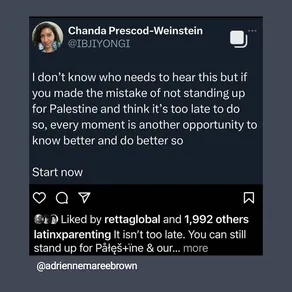 Chanda Prescod-Weinstein
@IBJIYONGI
I don't know who needs to hear this but if
you made the mistake of not standing up
for Palestine and think it's too late to do
so, every moment is another opportunity to
know better and do better so
Start now
Liked by rettaglobal and 1,992 others
latinxparenting It isn't too late. You can still
stand up for På†ęš+ïñe & our... more
@adriennemareebrown